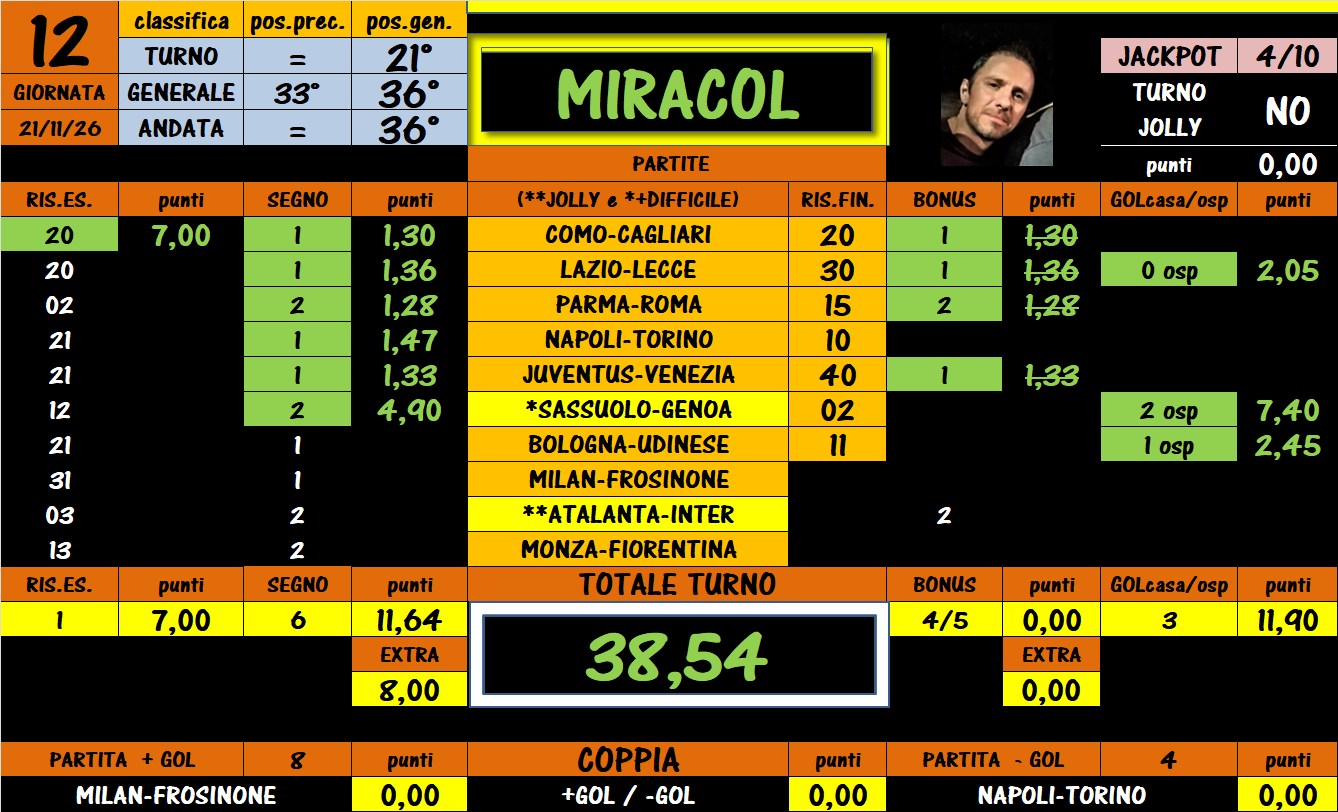 12 classifica pos.prec. pos.gen.
TURNO = 21°
GIORNATA GENERALE 33° 36°
21/11/26 ANDATA = 36°
MIRACOL
JACKPOT 4/10
TURNO
JOLLY
NO
PARTITE
punti 0,00
RIS.ES. punti SEGNO punti (**JOLLY e *+DIFFICILE) RIS.FIN. BONUS punti GOLcasa/osp punti
20 7,00 1 1,30 COMO-CAGLIARI 20 1 1,30
20 1 1,36 LAZIO-LECCE 30 1 1,36 0 osp 2,05
02 2 1,28 PARMA-ROMA 15 2 1,28
21 1 1,47 NAPOLI-TORINO 10
21 1 1,33 JUVENTUS-VENEZIA 40 1 1,33
12 2 4,90 *SASSUOLO-GENOA 02 2 osp 7,40
21 1 BOLOGNA-UDINESE 11 1 osp 2,45
31 1 MILAN-FROSINONE
03 2 **ATALANTA-INTER 2
13 2 MONZA-FIORENTINA
RIS.ES. punti SEGNO punti TOTALE TURNO BONUS punti GOLcasa/osp punti
1 7,00 6 11,64 38,54 4/5 0,00 3 11,90
EXTRA EXTRA
8,00 0,00
PARTITA + GOL 8 punti COPPIA punti PARTITA - GOL 4 punti
MILAN-FROSINONE 0,00 +GOL / -GOL 0,00 NAPOLI-TORINO 0,00